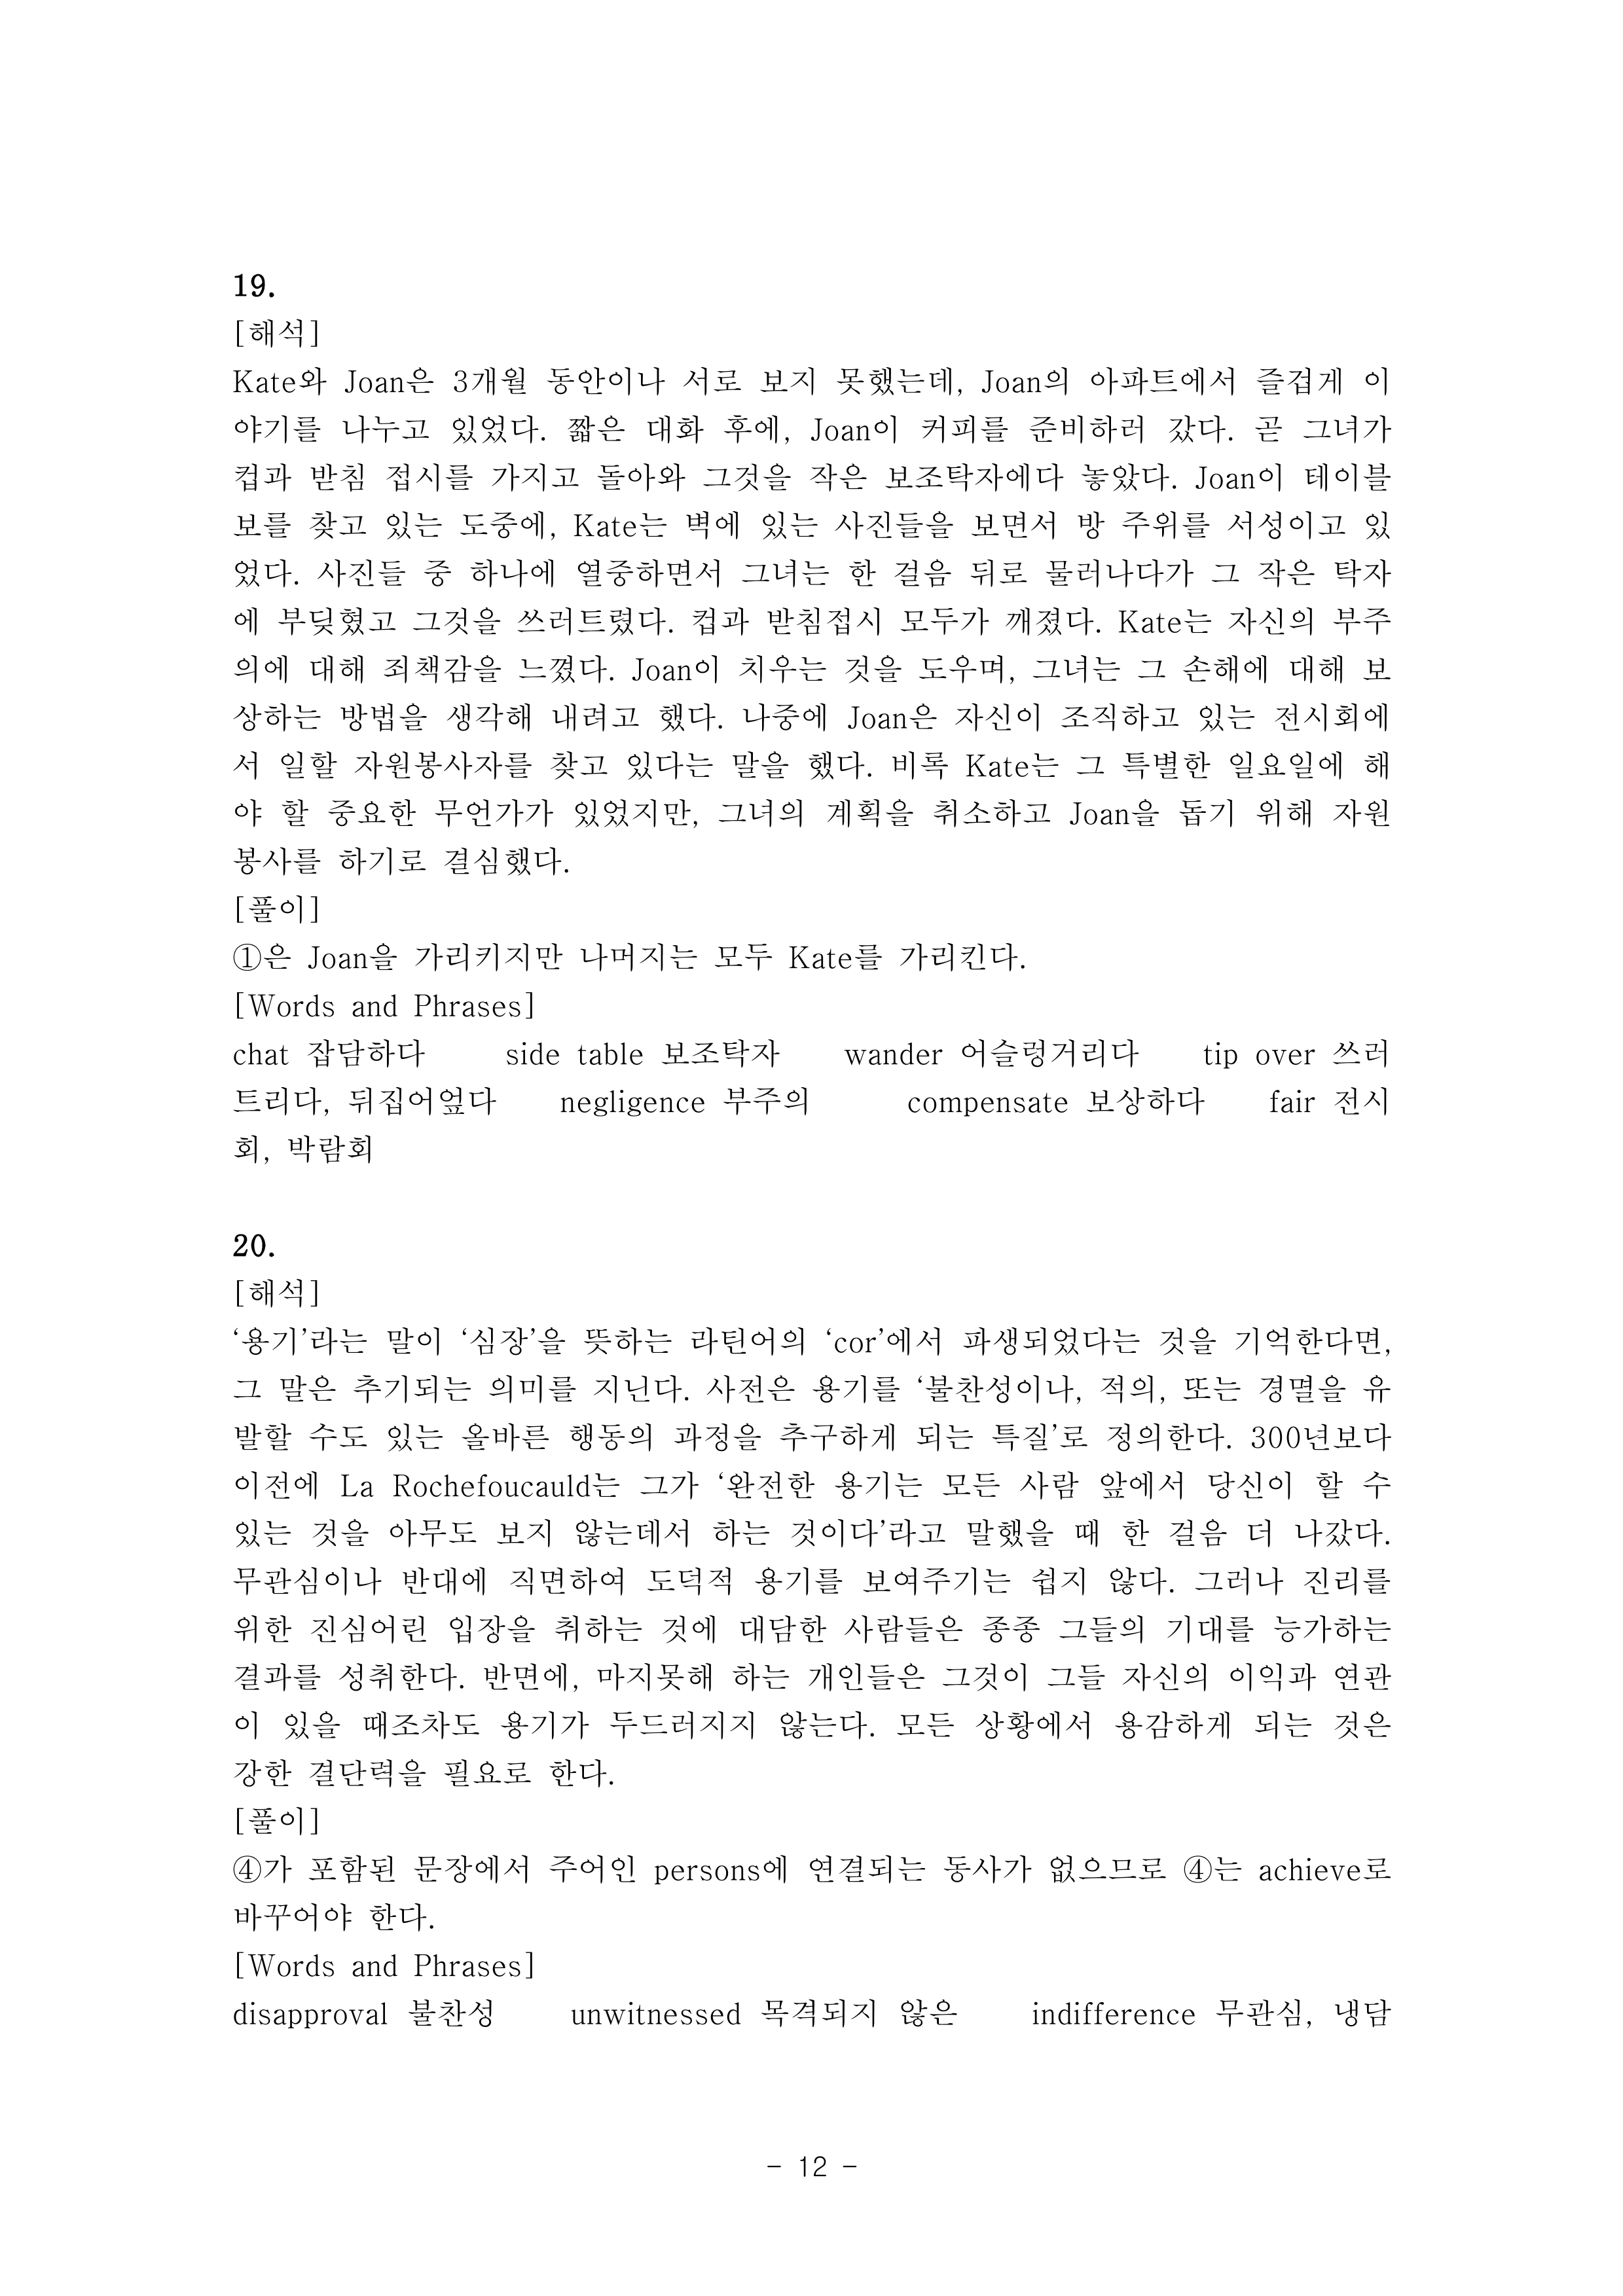 19.
[해석]
Kate와 Joan은 3개월 동안이나 서로 보지 못했는데, Joan의 아파트에서 즐겁게 이
야기를 나누고 있었다. 짧은 대화 후에, Joan이 커피를 준비하러 갔다. 곧 그녀가
컵과 받침 접시를 가지고 돌아와 그것을 작은 보조탁자에다 놓았다. Joan이 테이블
보를 찾고 있는 도중에, Kate는 벽에 있는 사진들을 보면서 방 주위를 서성이고 있
었다. 사진들 중 하나에 열중하면서 그녀는 한 걸음 뒤로 물러나다가 그 작은 탁자
에 부딪혔고 그것을 쓰러트렸다. 컵과 받침접시 모두가 깨졌다. Kate는 자신의 부주
의에 대해 죄책감을 느꼈다. Joan이 치우는 것을 도우며, 그녀는 그 손해에 대해 보
상하는 방법을 생각해 내려고 했다. 나중에 Joan은 자신이 조직하고 있는 전시회에
서 일할 자원봉사자를 찾고 있다는 말을 했다. 비록 Kate는 그 특별한 일요일에 해
야 할 중요한 무언가가 있었지만, 그녀의 계획을 취소하고 Joan을 돕기 위해 자원
봉사를 하기로 결심했다.
[풀이]
①은 Joan을 가리키지만 나머지는 모두 Kate를 가리킨다.
[Words and Phrases]
chat 잡담하다 side table 보조탁자 wander 어슬렁거리다 tip over 쓰러
트리다, 뒤집어엎다 negligence 부주의 compensate 보상하다 fair 전시
회, 박람회
20.
[해석]
‘용기’라는 말이 ‘심장’을 뜻하는 라틴어의 ‘cor’에서 파생되었다는 것을 기억한다면,
그 말은 추기되는 의미를 지닌다. 사전은 용기를 ‘불찬성이나, 적의, 또는 경멸을 유
발할 수도 있는 올바른 행동의 과정을 추구하게 되는 특질’로 정의한다. 300년보다
이전에 La Rochefoucauld는 그가 ‘완전한 용기는 모든 사람 앞에서 당신이 할 수
있는 것을 아무도 보지 않는데서 하는 것이다’라고 말했을 때 한 걸음 더 나갔다.
무관심이나 반대에 직면하여 도덕적 용기를 보여주기는 쉽지 않다. 그러나 진리를
위한 진심어린 입장을 취하는 것에 대담한 사람들은 종종 그들의 기대를 능가하는
결과를 성취한다. 반면에, 마지못해 하는 개인들은 그것이 그들 자신의 이익과 연관
이 있을 때조차도 용기가 두드러지지 않는다. 모든 상황에서 용감하게 되는 것은
강한 결단력을 필요로 한다.
[풀이]
④가 포함된 문장에서 주어인 persons에 연결되는 동사가 없으므로 ④는 achieve로
바꾸어야 한다.
[Words and Phrases]
disapproval 불찬성 unwitnessed 목격되지 않은 indifference 무관심, 냉담
- 12 -